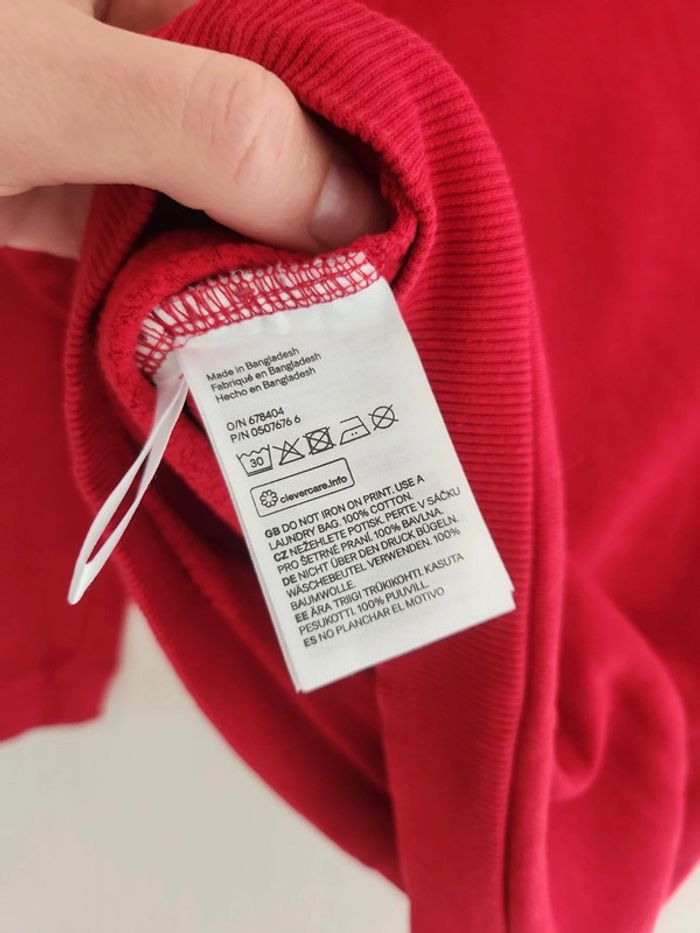 Made in Bangladesh
Fabriqué en Bangladesh
Hecho en Bangladesh
O/N 678404
P/N 0507676 6
30
clevercare.info
GB DO NOT IRON ON PRINT. USE A
LAUNDRY BAG. 100% COTTON.
CZ NEŽEHLETE POTISK. PERTE V SÁČKU
PRO ŠETRNÉ PRANÍ. 100% BAVLNA.
DE NICHT ÜBER DEN DRUCK BÜGELN.
WÄSCHEBEUTEL VERWENDEN. 100%
BAUMWOLLE.
EE ÄRA TRIIGI TRÜKIKOHTI. KASUTA
PESUKOTTI. 100% PUUVILL.
ES NO PLANCHAR EL MOTIVO